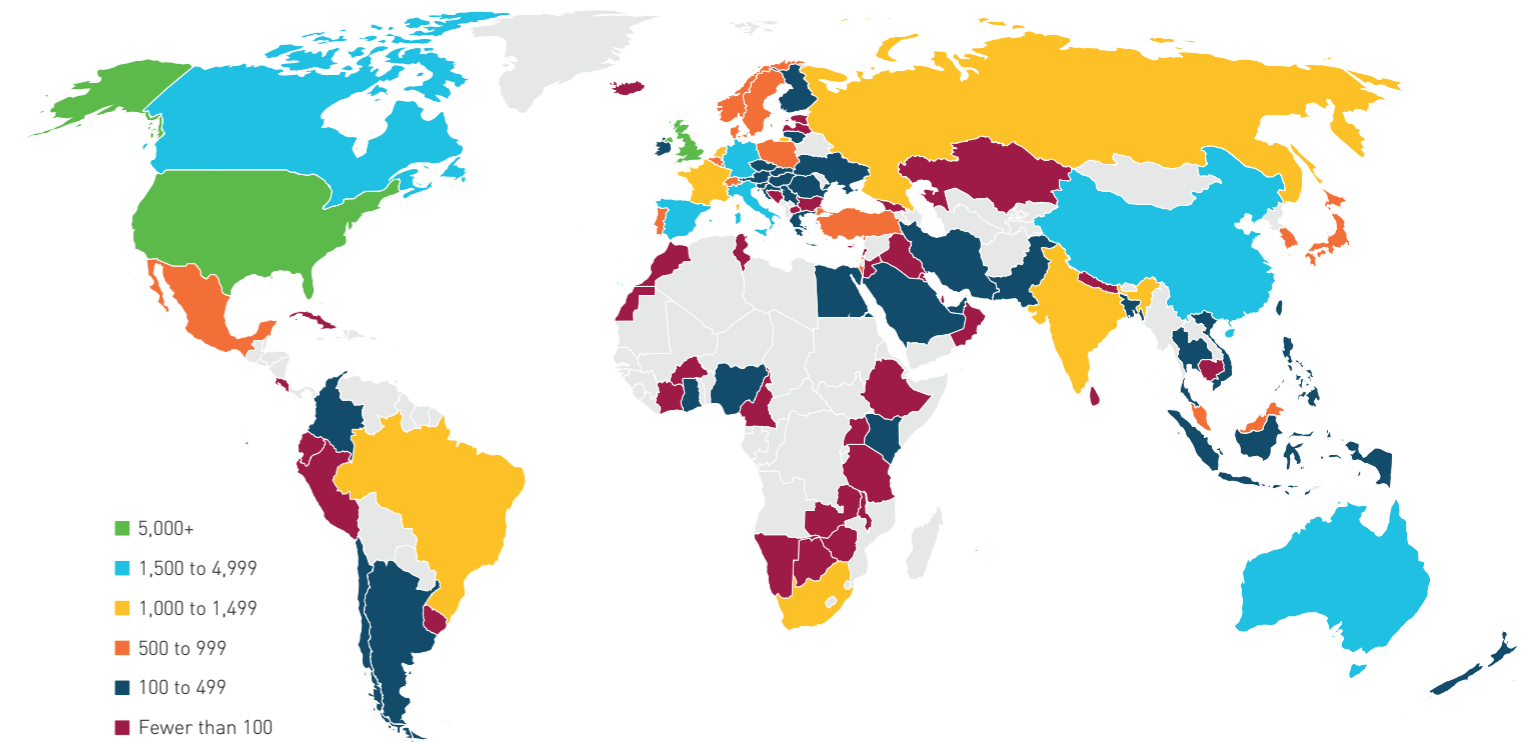 5,000+
1,500 to 4,999
1,000 to 1,499
500 to 999
100 to 499
Fewer than 100